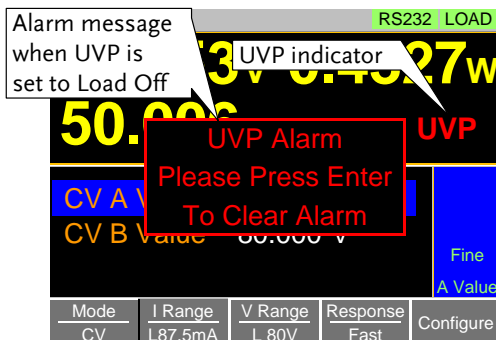 Alarm message
when UVP is
set to Load Off
UVP indicator
RS232 LOAD
3V 27W
50.
UVP
UVP Alarm
Please Press Enter
To Clear Alarm
CV A
CV B Value V
Fine
A Value
Mode
CV
I Range
L87.5mA
V Range
L 80V
Response
Fast
Configure